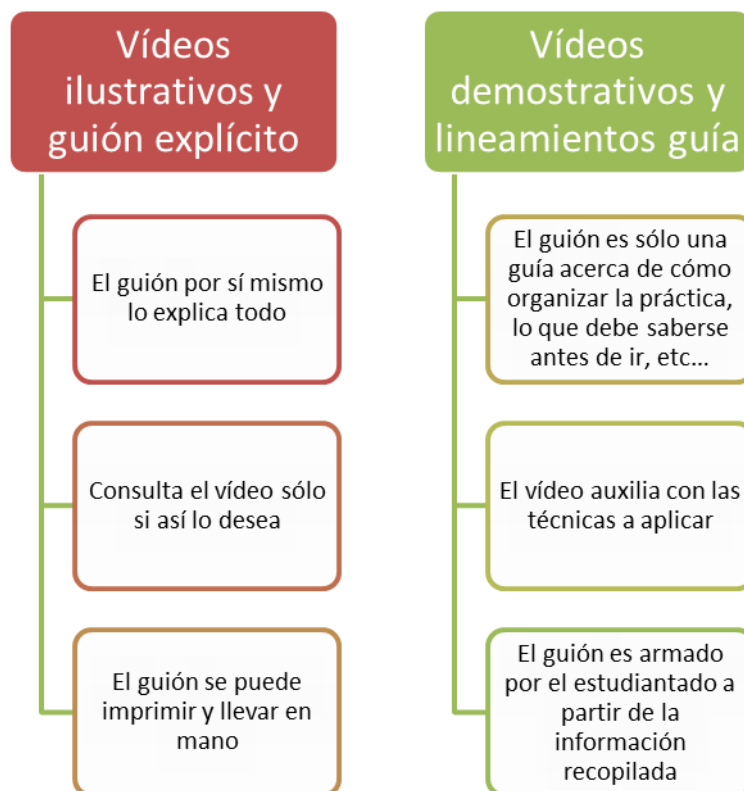 Vídeos
ilustrativos y
guión explícito
El guión por sí mismo
lo explica todo
Consulta el vídeo sólo
si así lo desea
El guión se puede
imprimir y llevar en
mano
Vídeos
demostrativos y
lineamientos guía
El guión es sólo una
guía acerca de cómo
organizar la práctica,
lo que debe saberse
antes de ir, etc...
El vídeo auxilia con las
técnicas a aplicar
El guión es armado
por el estudiantado a
partir de la
información
recopilada